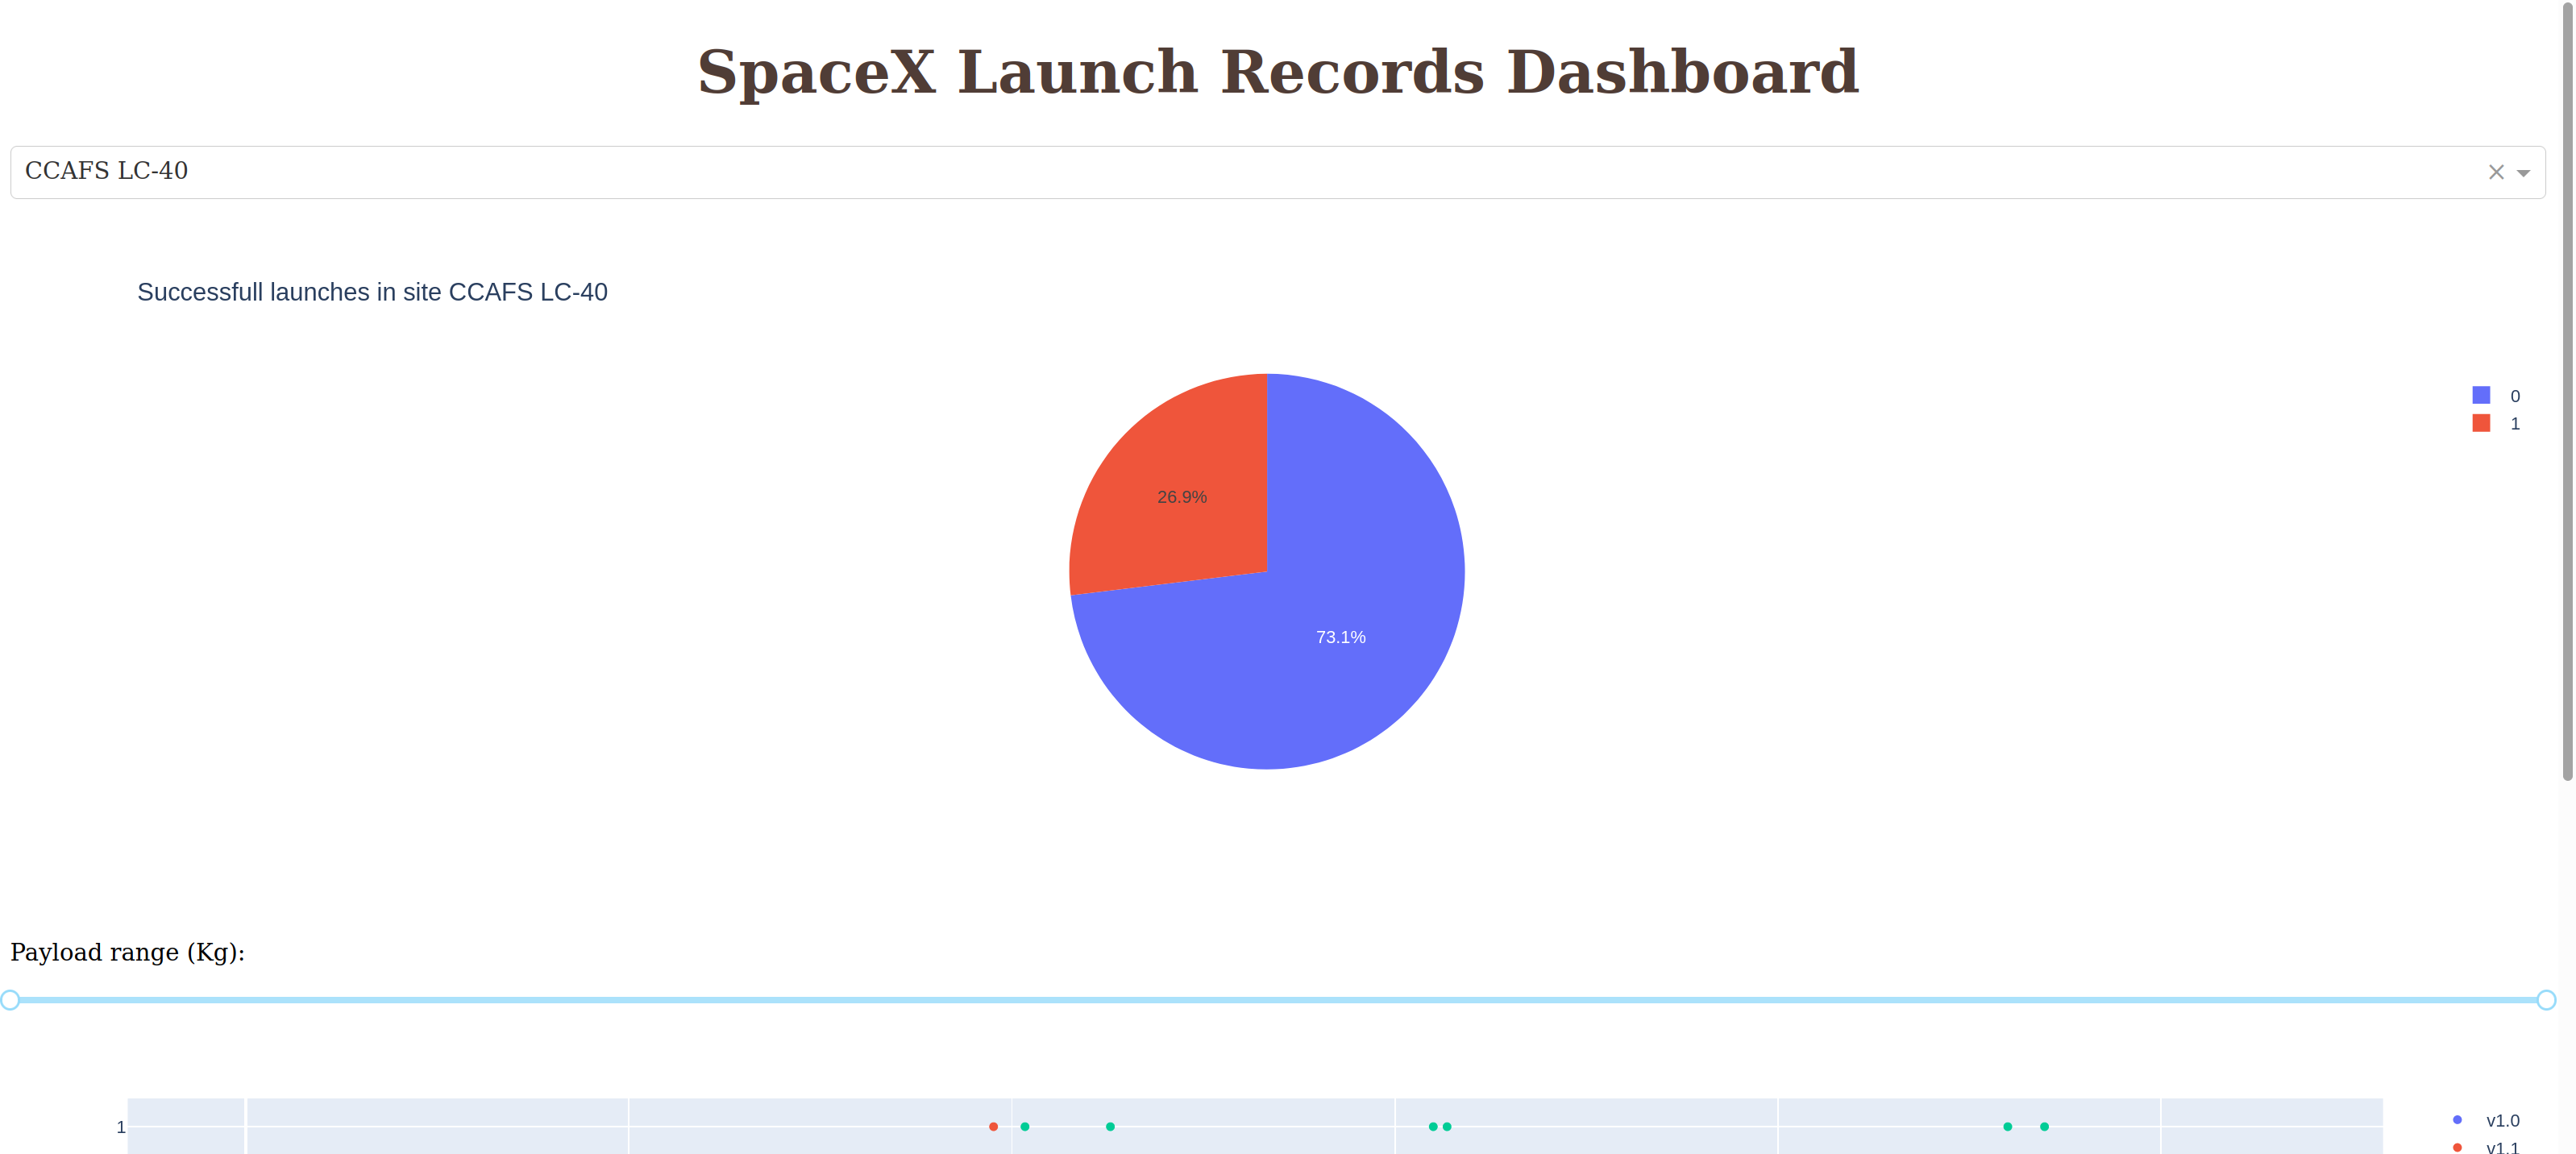 SpaceX Launch Records Dashboard
CCAFS LC-40
Successfull launches in site CCAFS LC-40
0
1
26.9%
73.1%
Payload range (Kg):
1
v1.0
v1.1